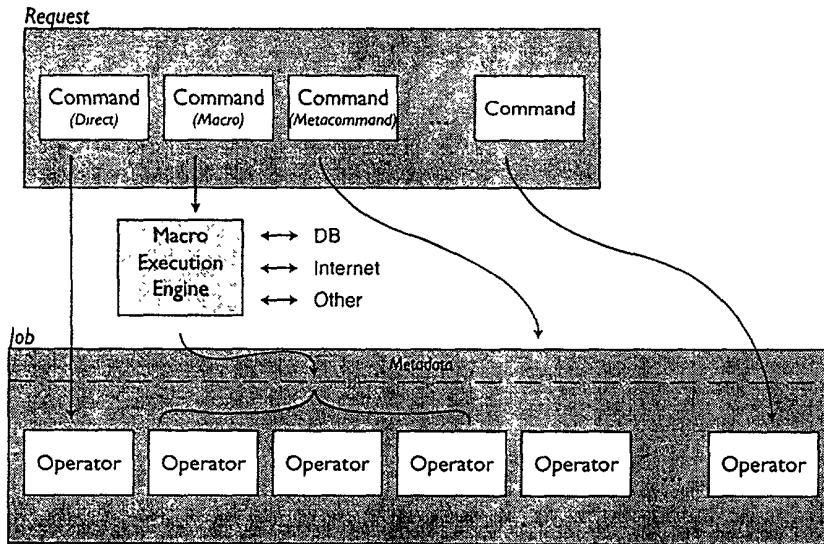 Request
Command
(Direct)
Command
(Macro)
Command
(Metacommand)
...
Command
Macro
Execution
Engine
DB
Internet
Other
Job
Metadata
Operator
Operator
Operator
Operator
Operator
...
Operator